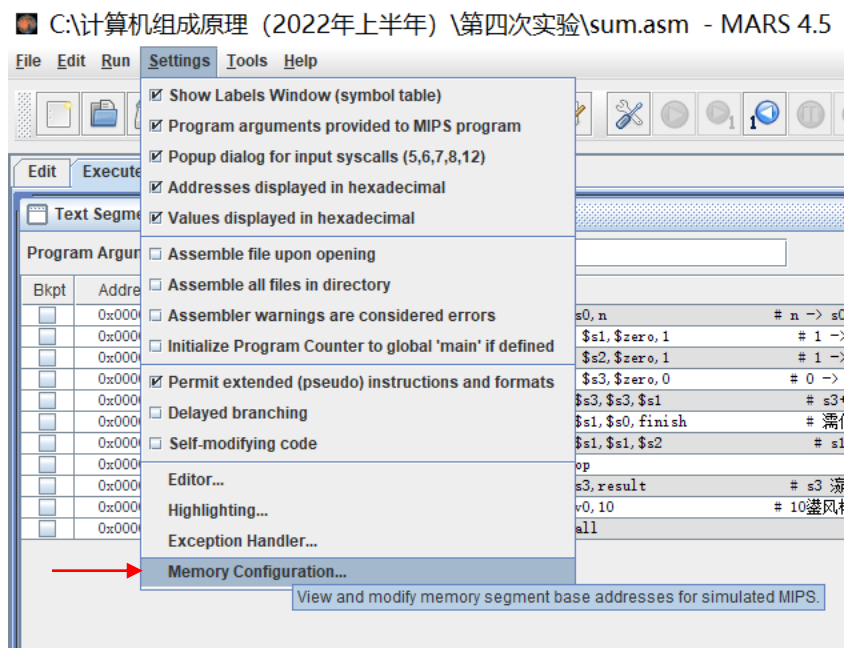 C:\计算机组成原理（2022年上半年）\第四次实验\sum.asm - MARS 4.5
File Edit Run Settings Tools Help
Show Labels Window (symbol table)
Program arguments provided to MIPS program
Popup dialog for input syscalls (5,6,7,8,12)
Addresses displayed in hexadecimal
Values displayed in hexadecimal
Assemble file upon opening
Assemble all files in directory
Assembler warnings are considered errors
Initialize Program Counter to global 'main' if defined
Permit extended (pseudo) instructions and formats
Delayed branching
Self-modifying code
Editor...
Highlighting...
Exception Handler...
Memory Configuration...
View and modify memory segment base addresses for simulated MIPS.
Edit Execute
Text Segme
Program Argum
Bkpt Addre
0x0000 s0, n # n -> s0
0x0000 $s1, $zero, 1 # 1 ->
0x0000 $s2, $zero, 1 # 1 ->
0x0000 $s3, $zero, 0 # 0 ->
0x0000 $s3, $s3, $s1 # s3+
0x0000 $s1, $s0, finish #
0x0000 $s1, $s1, $s2 # s1
0x0000 op
0x0000 s3, result # s3
0x0000 v0, 10 # 10
0x0000 all